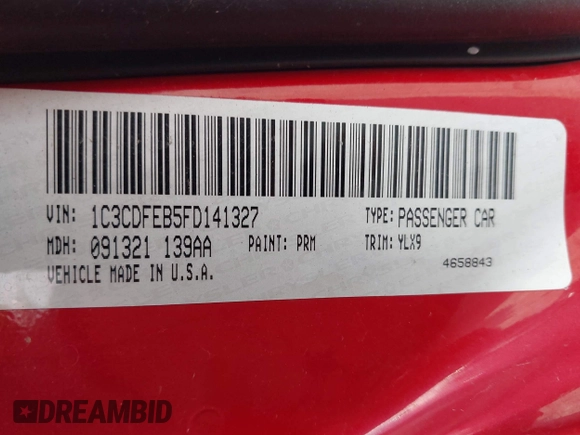 VIN: 1C3CDFEB5FD141327 TYPE: PASSENGER CAR
MDH: 091321 139AA PAINT: PRM TRIM: YLX9
VEHICLE MADE IN U.S.A. 4658843
DREAMBID